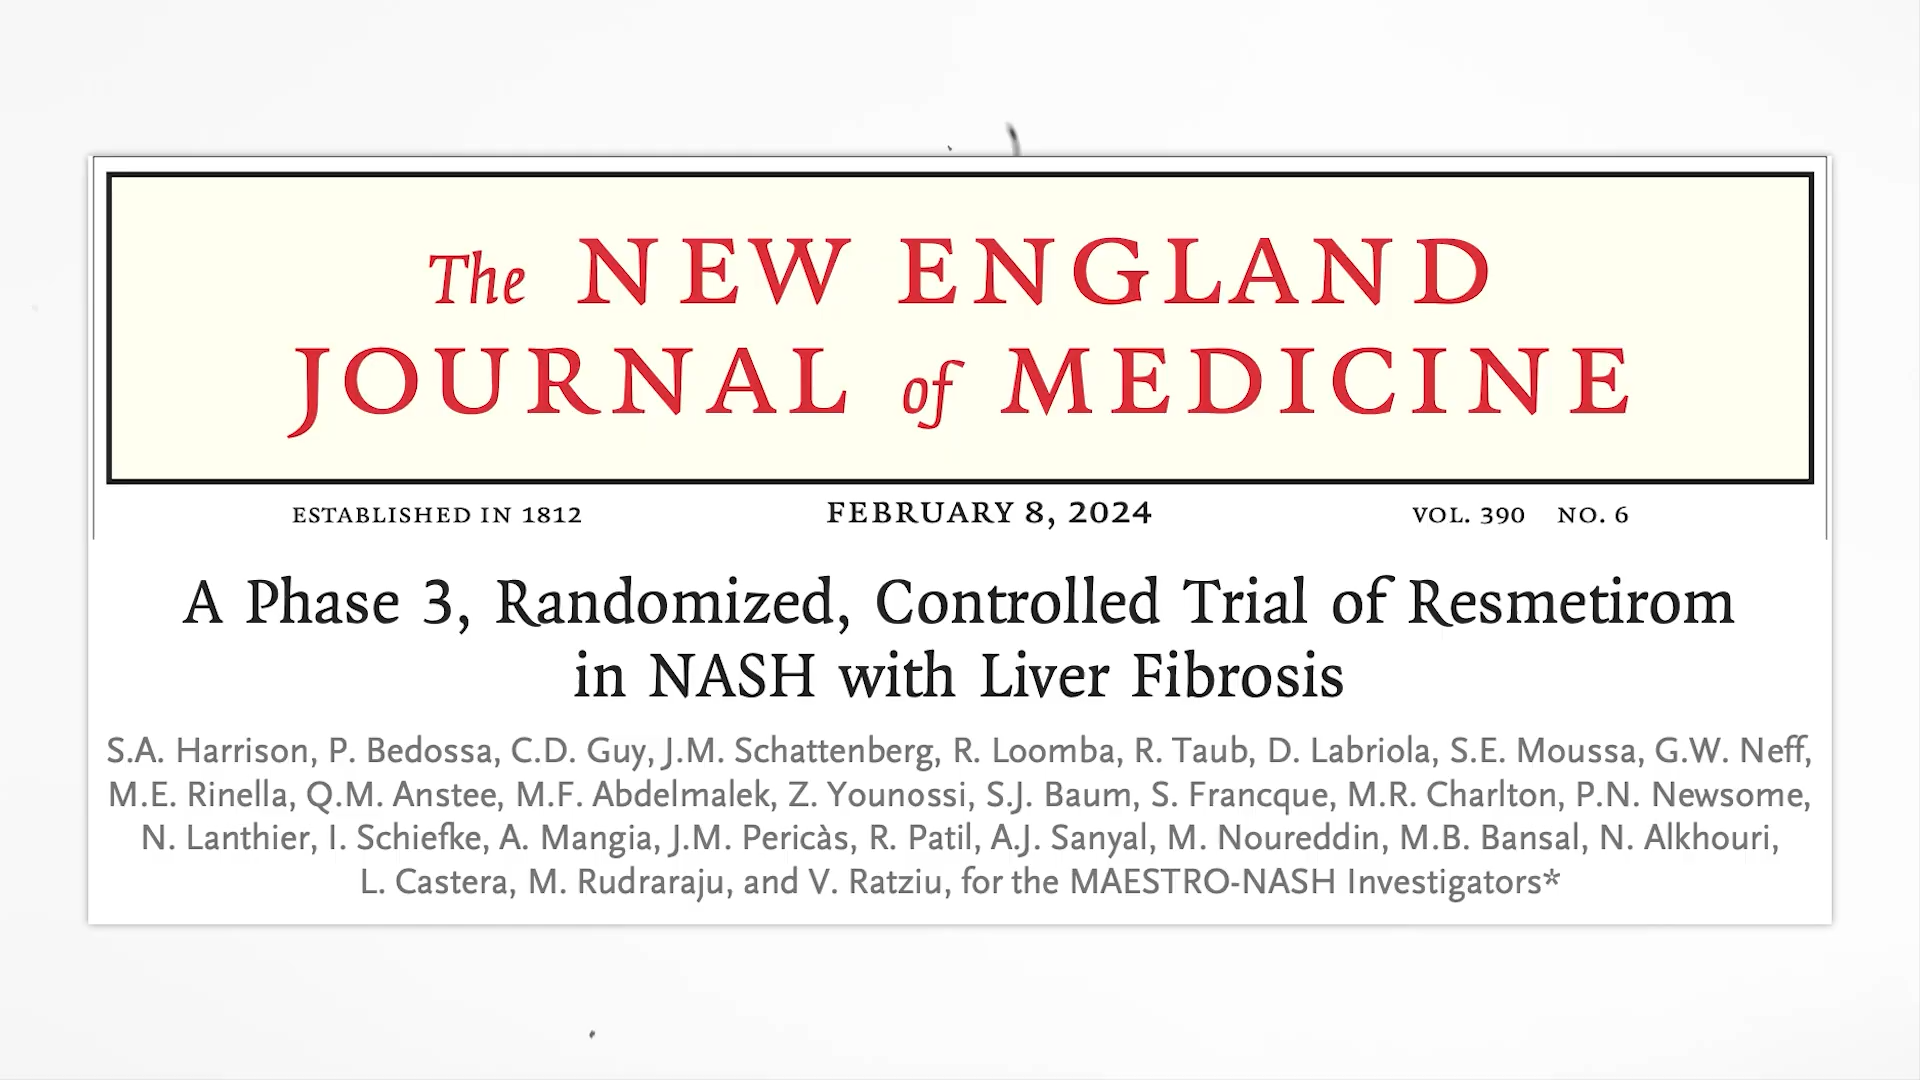 The NEW ENGLAND
JOURNAL of MEDICINE
ESTABLISHED IN 1812 FEBRUARY 8, 2024 VOL. 390 NO. 6
A Phase 3, Randomized, Controlled Trial of Resmetirom
in NASH with Liver Fibrosis
S.A. Harrison, P. Bedossa, C.D. Guy, J.M. Schattenberg, R. Loomba, R. Taub, D. Labriola, S.E. Moussa, G.W. Neff,
M.E. Rinella, Q.M. Anstee, M.F. Abdelmalek, Z. Younossi, S.J. Baum, S. Francque, M.R. Charlton, P.N. Newsome,
N. Lanthier, I. Schiefke, A. Mangia, J.M. Pericàs, R. Patil, A.J. Sanyal, M. Noureddin, M.B. Bansal, N. Alkhouri,
L. Castera, M. Rudraraju, and V. Ratziu, for the MAESTRO-NASH Investigators*